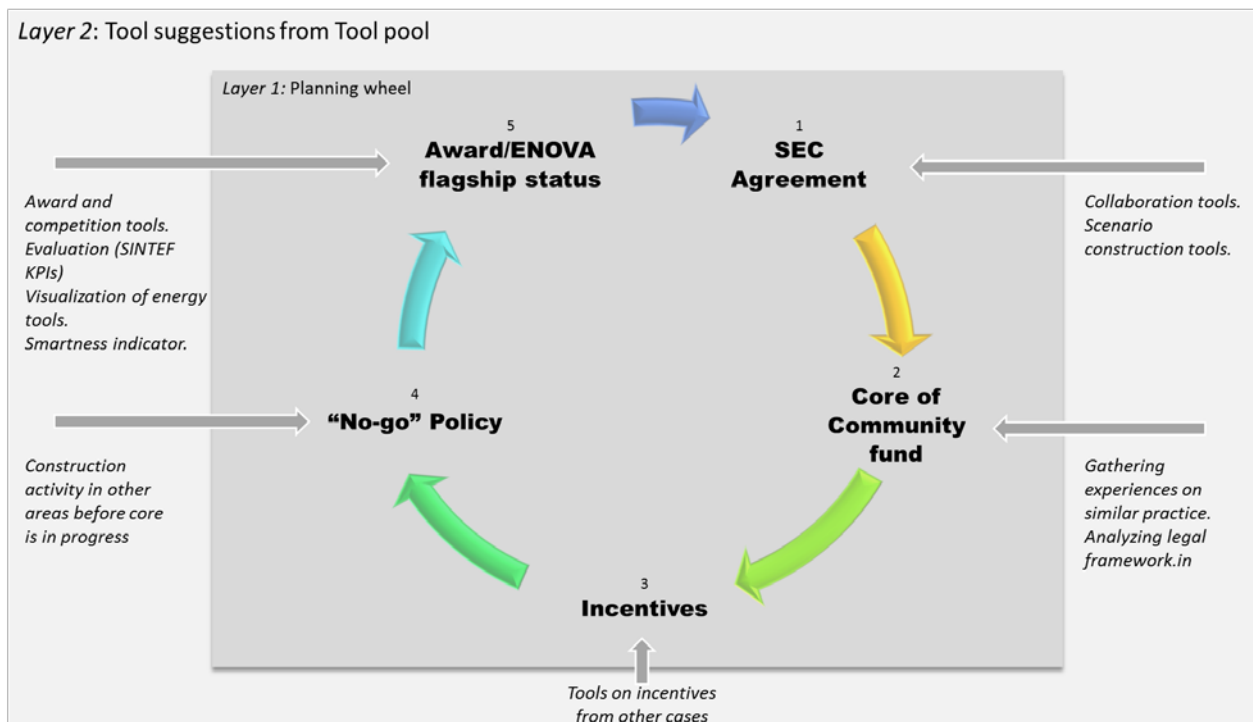 Layer 2: Tool suggestions from Tool pool
Layer 1: Planning wheel
5
Award/ENOVA
flagship status
1
SEC
Agreement
Award and
competition tools.
Evaluation (SINTEF
KPIs)
Visualization of energy
tools.
Smartness indicator.
Collaboration tools.
Scenario
construction tools.
4
“No-go” Policy
2
Core of
Community
fund
Construction
activity in other
areas before core
is in progress
Gathering
experiences on
similar practice.
Analyzing legal
framework.in
3
Incentives
Tools on incentives
from other cases